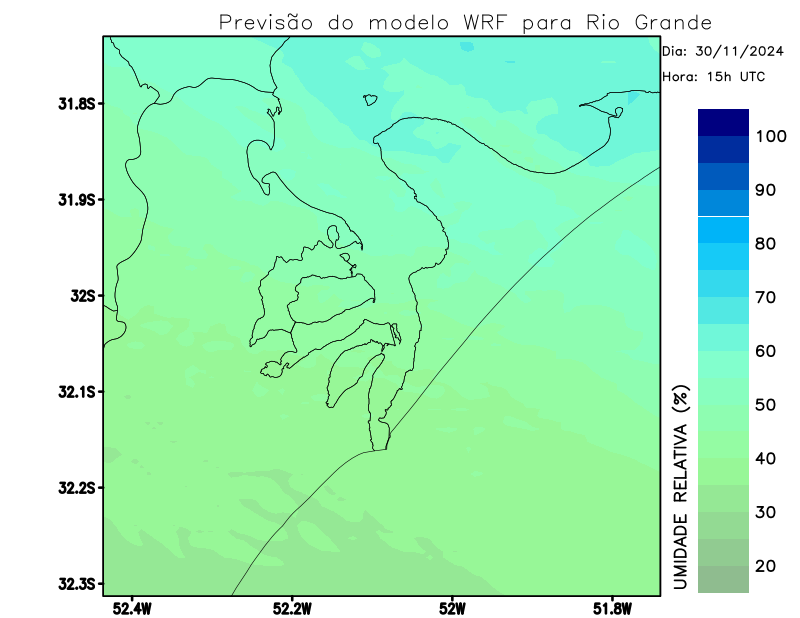 Previsão do modelo WRF para Rio Grande
Dia: 30/11/2024
Hora: 15h UTC
31.8S
31.9S
32S
32.1S
32.2S
32.3S
52.4W
52.2W
52W
51.8W
100
90
80
70
60
50
40
30
20
UMIDADE RELATIVA (%)